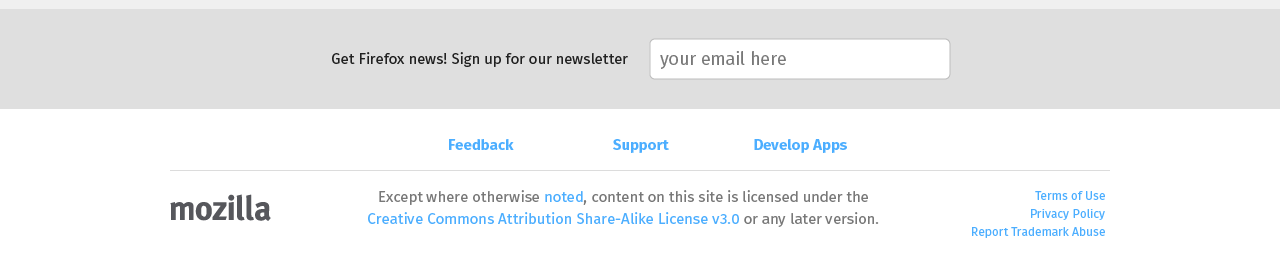 Get Firefox news! Sign up for our newsletter
your email here
Feedback Support Develop Apps
mozilla
Except where otherwise noted, content on this site is licensed under the
Creative Commons Attribution Share-Alike License v3.0 or any later version.
Terms of Use
Privacy Policy
Report Trademark Abuse